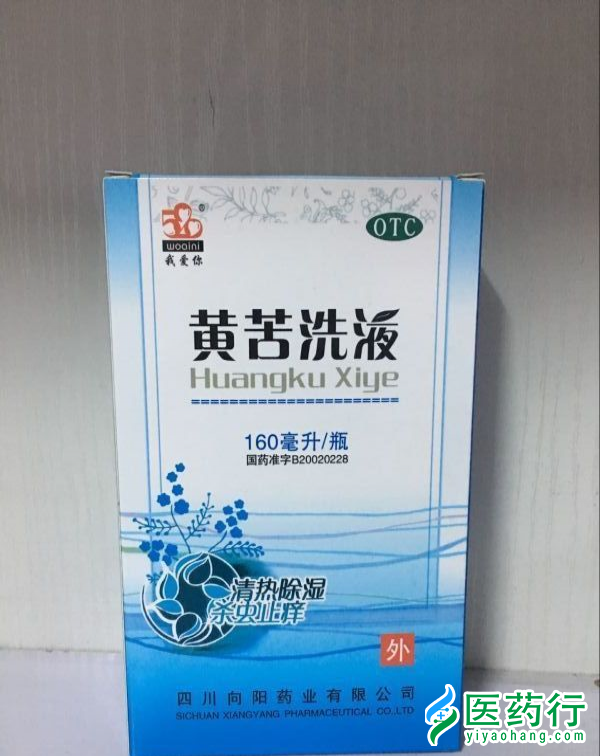 58 ®
woaini
我爱你
OTC
黄苦洗液
Huangku Xiye
160毫升/瓶
国药准字B20020228
清热除湿
杀虫止痒
外
四川向阳药业有限公司
SICHUAN XIANGYANG PHARMACEUTICAL CO.,LTD
医药行
yiyaohang.com